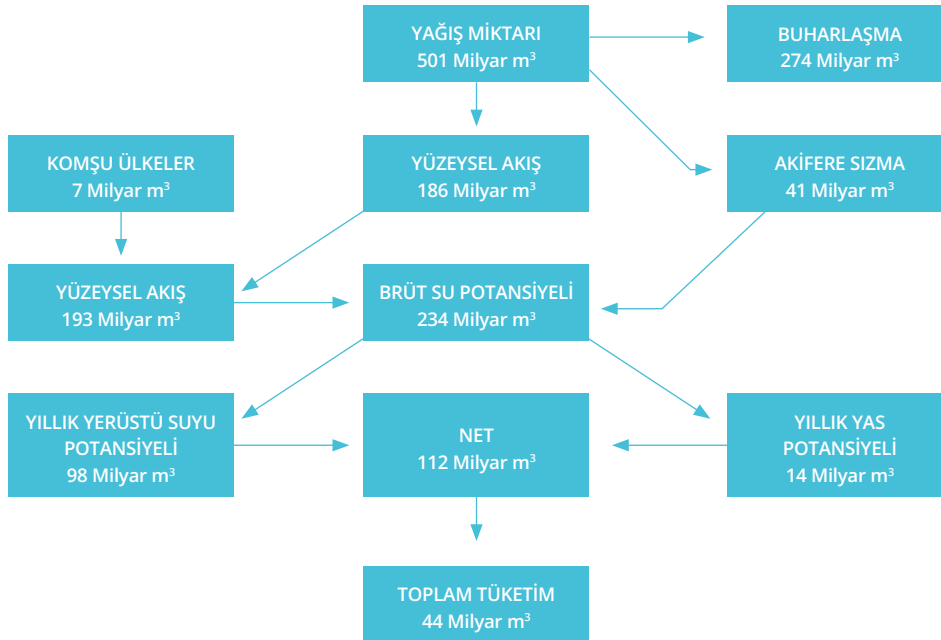 YAĞIŞ MİKTARI
501 Milyar m³
BUHARLAŞMA
274 Milyar m³
KOMŞU ÜLKELER
7 Milyar m³
YÜZEYSEL AKIŞ
186 Milyar m³
AKİFERE SIZMA
41 Milyar m³
YÜZEYSEL AKIŞ
193 Milyar m³
BRÜT SU POTANSİYELİ
234 Milyar m³
YILLIK YERÜSTÜ SUYU
POTANSİYELİ
98 Milyar m³
NET
112 Milyar m³
YILLIK YAS
POTANSİYELİ
14 Milyar m³
TOPLAM TÜKETİM
44 Milyar m³